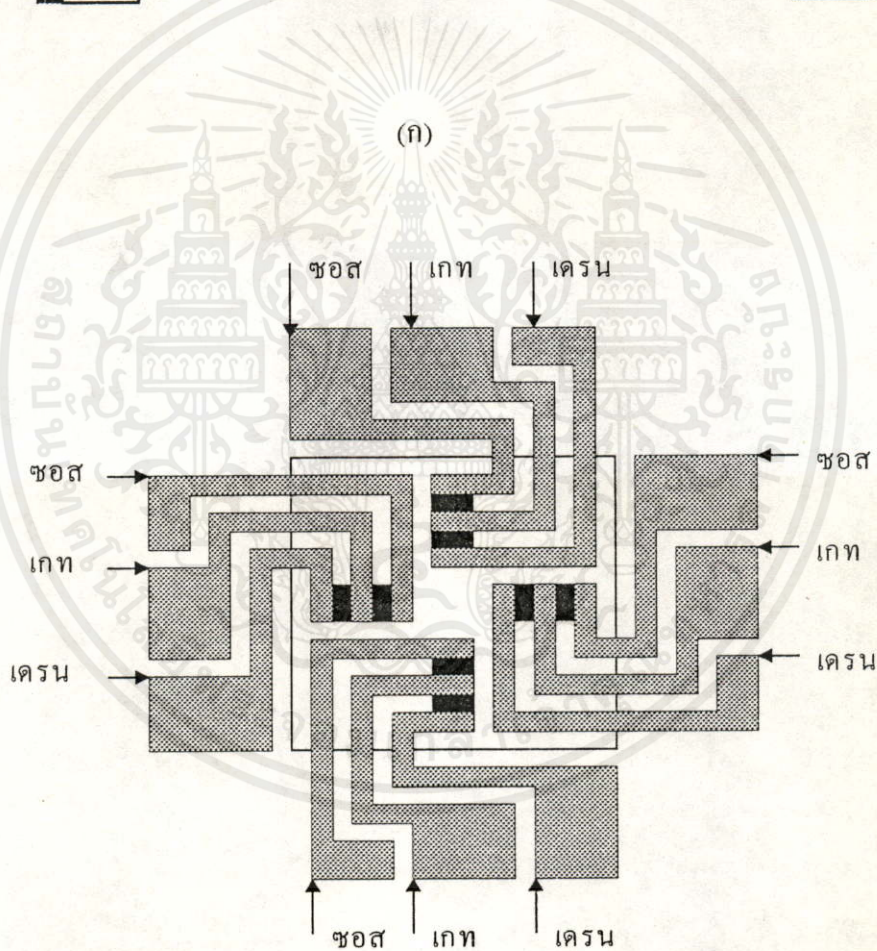 (ก)
ซอส เกท เดรน
ซอส
เกท
เดรน
ซอส
เกท
เดรน
ซอส เกท เดรน